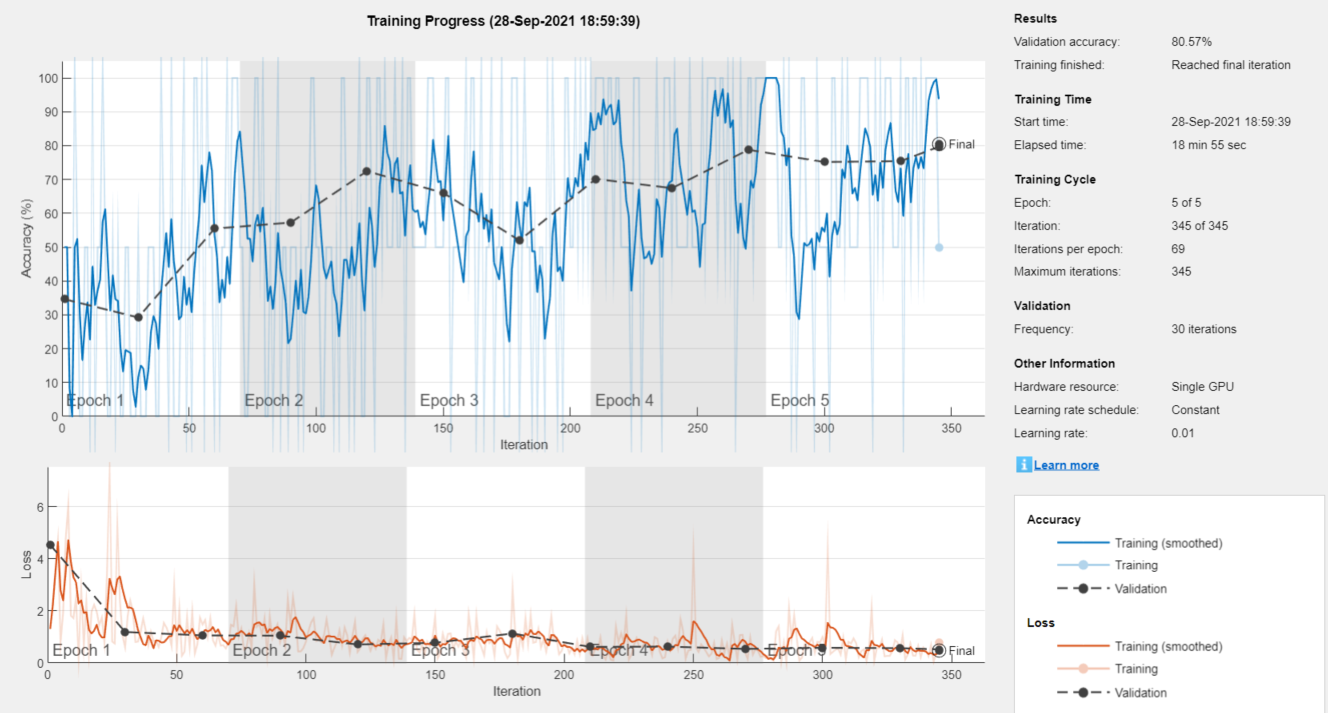 Training Progress (28-Sep-2021 18:59:39)
Accuracy (%)
100
90
80
70
60
50
40
30
20
10
0
Final
Epoch 1 Epoch 2 Epoch 3 Epoch 4 Epoch 5
0 50 100 150 200 250 300 350
Iteration
Loss
6
4
2
0
Final
Epoch 1 Epoch 2 Epoch 3 Epoch 4 Epoch 5
0 50 100 150 200 250 300 350
Iteration
Results
Validation accuracy: 80.57%
Training finished: Reached final iteration
Training Time
Start time: 28-Sep-2021 18:59:39
Elapsed time: 18 min 55 sec
Training Cycle
Epoch: 5 of 5
Iteration: 345 of 345
Iterations per epoch: 69
Maximum iterations: 345
Validation
Frequency: 30 iterations
Other Information
Hardware resource: Single GPU
Learning rate schedule: Constant
Learning rate: 0.01
i Learn more
Accuracy
Training (smoothed)
Training
Validation
Loss
Training (smoothed)
Training
Validation